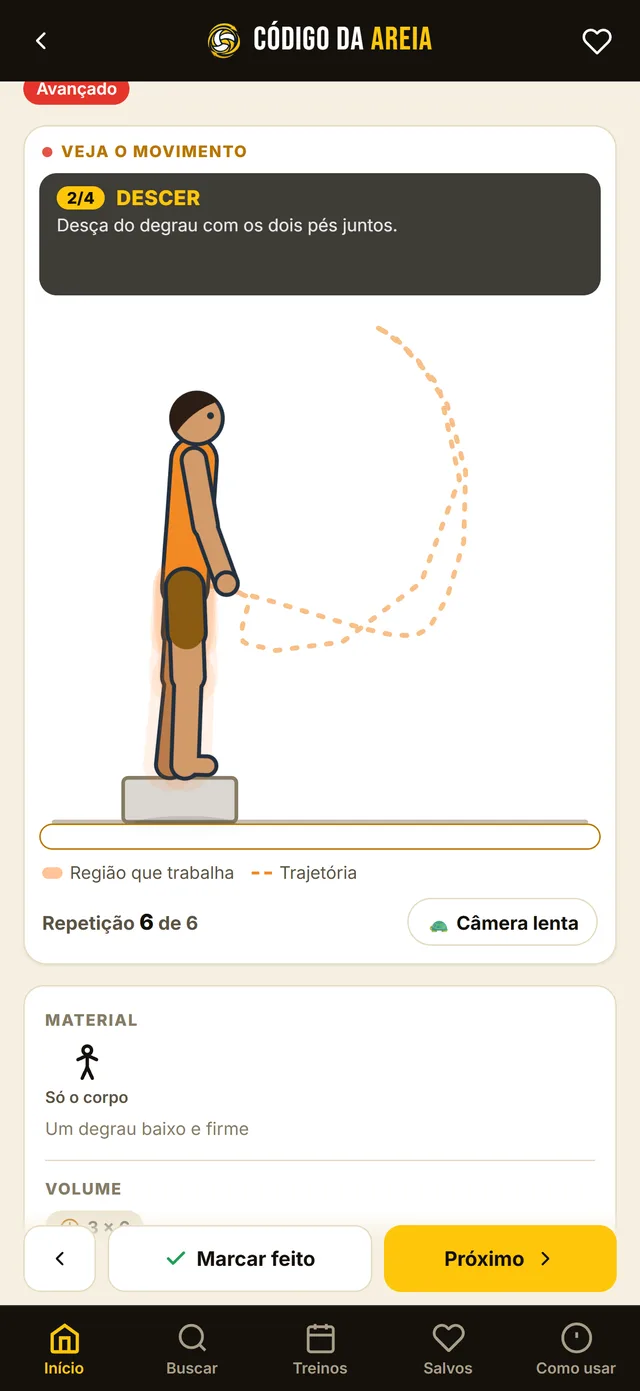 CÓDIGO DA AREIA
Avançado
VEJA O MOVIMENTO
2/4 DESCER
Desça do degrau com os dois pés juntos.
Região que trabalha Trajetória
Repetição 6 de 6
Câmera lenta
MATERIAL
Só o corpo
Um degrau baixo e firme
VOLUME
Marcar feito
Próximo
Início
Buscar
Treinos
Salvos
Como usar